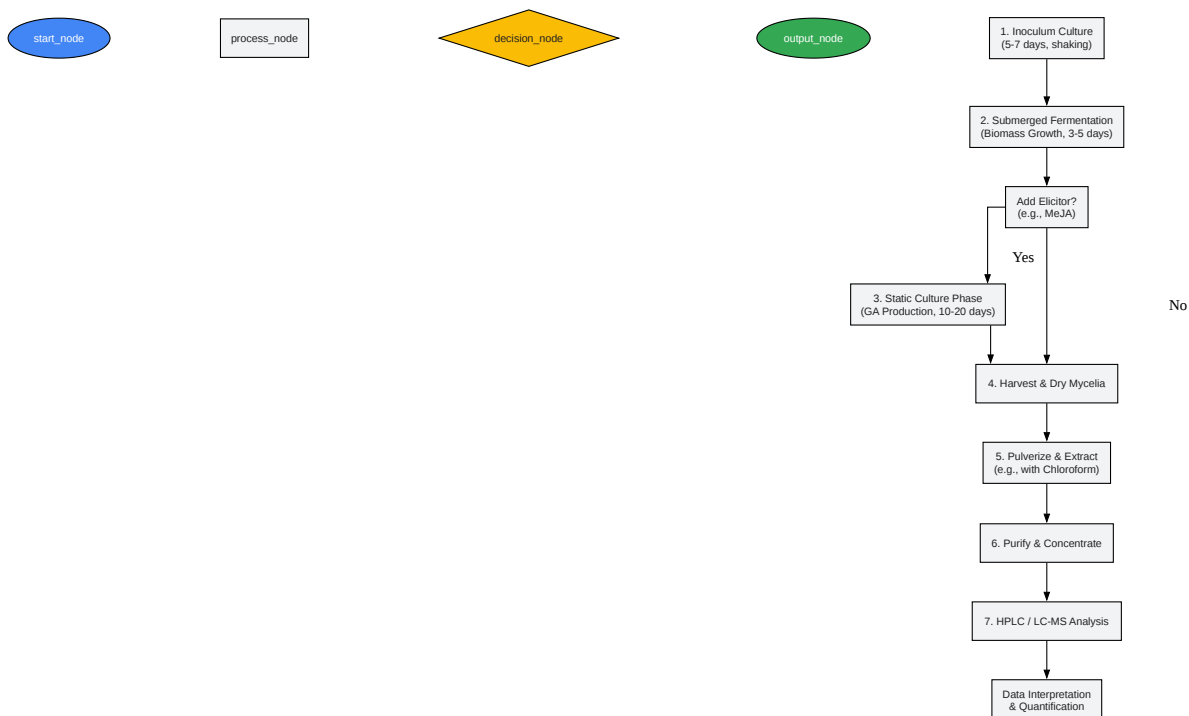 start_node
process_node
decision_node
output_node
1. Inoculum Culture
(5-7 days, shaking)
2. Submerged Fermentation
(Biomass Growth, 3-5 days)
Add Elicitor?
(e.g., MeJA)
Yes
3. Static Culture Phase
(GA Production, 10-20 days)
No
4. Harvest & Dry Mycelia
5. Pulverize & Extract
(e.g., with Chloroform)
6. Purify & Concentrate
7. HPLC / LC-MS Analysis
Data Interpretation
& Quantification